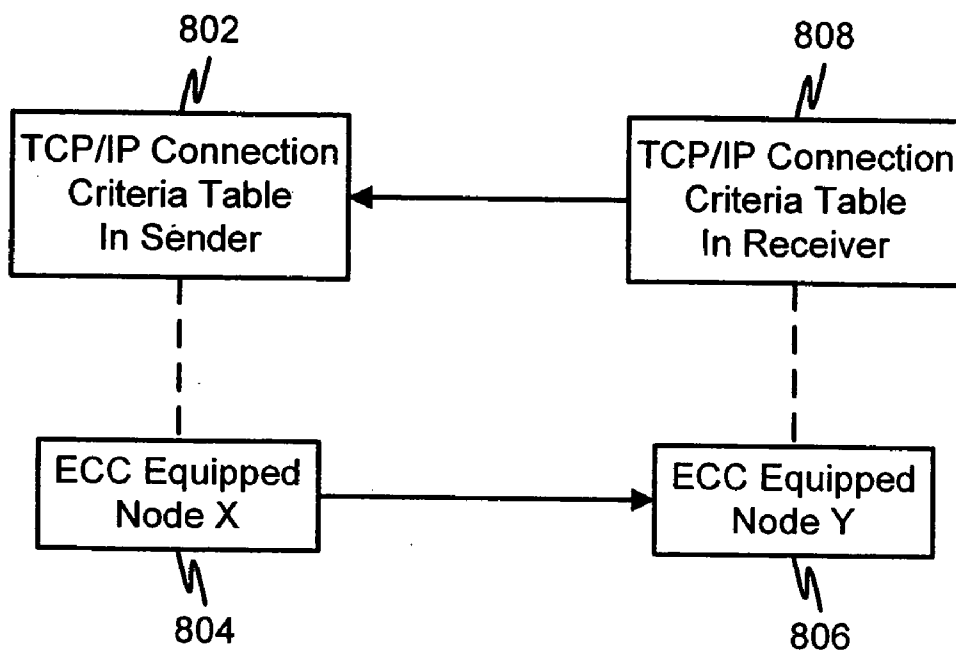 802
808
TCP/IP Connection
Criteria Table
In Sender
TCP/IP Connection
Criteria Table
In Receiver
ECC Equipped
Node X
ECC Equipped
Node Y
804
806